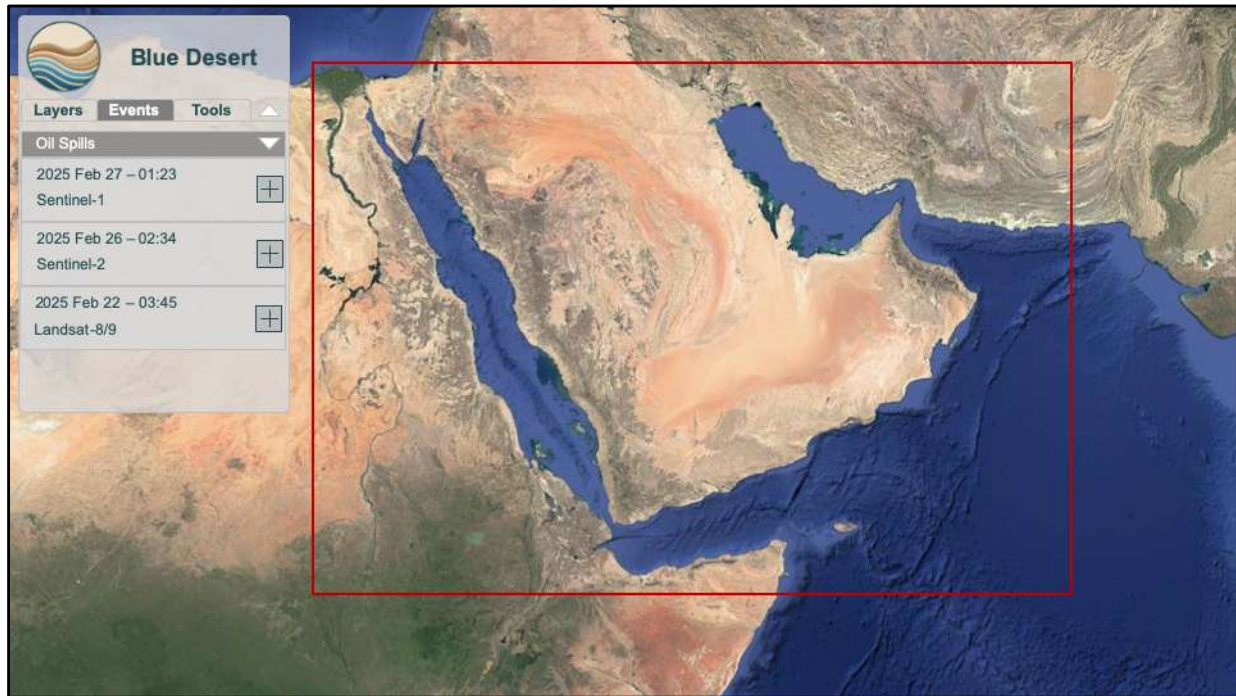 Blue Desert
Layers Events Tools
Oil Spills
2025 Feb 27 – 01:23
Sentinel-1
2025 Feb 26 – 02:34
Sentinel-2
2025 Feb 22 – 03:45
Landsat-8/9